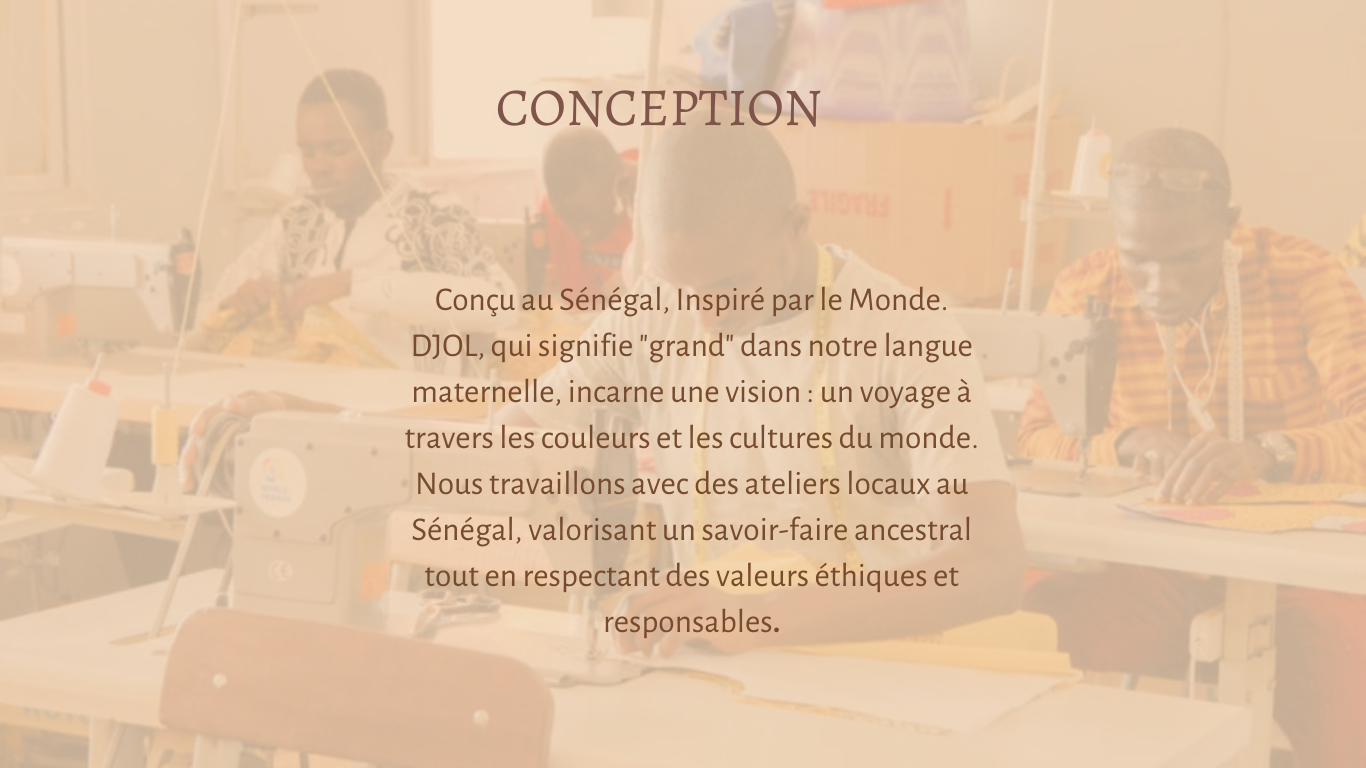 CONCEPTION
FRAGILE
Conçu au Sénégal, Inspiré par le Monde.
DJOL, qui signifie "grand" dans notre langue
maternelle, incarne une vision : un voyage à
travers les couleurs et les cultures du monde.
Nous travaillons avec des ateliers locaux au
Sénégal, valorisant un savoir-faire ancestral
tout en respectant des valeurs éthiques et
responsables.